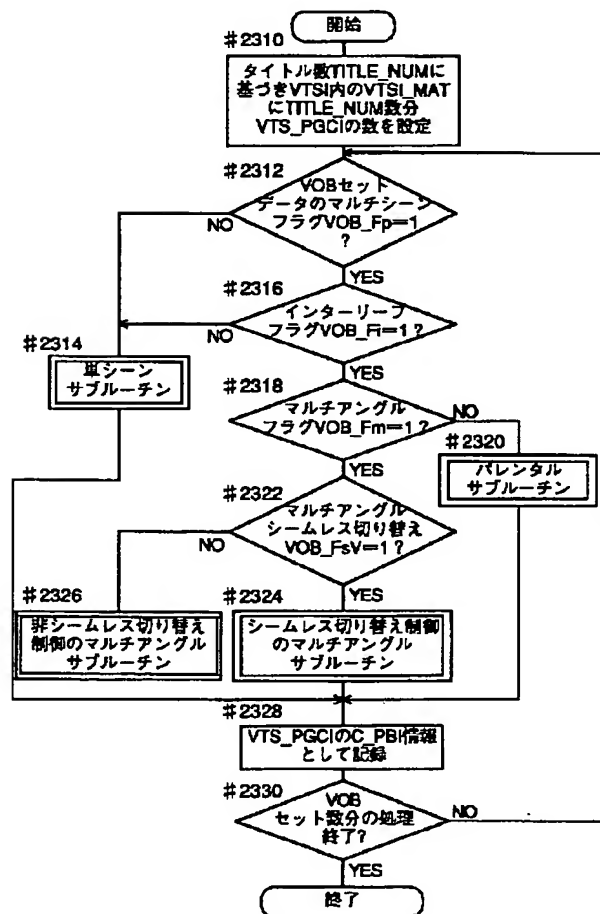 開始
#2310
タイトル数TITLE_NUMに
基づきVTSI内のVTSI_MAT
にTITLE_NUM数分
VTS_PGCIの数を設定
#2312
VOBセット
データのマルチシーン
フラグVOB_Fp=1
?
NO
YES
#2316
インターリーブ
フラグVOB_Fi=1?
NO
YES
#2314
単シーン
サブルーチン
#2318
マルチアングル
フラグVOB_Fm=1?
NO
YES
#2320
パレンタル
サブルーチン
#2322
マルチアングル
シームレス切り替え
VOB_FsV=1?
NO
YES
#2326
非シームレス切り替え
制御のマルチアングル
サブルーチン
#2324
シームレス切り替え制御
のマルチアングル
サブルーチン
#2328
VTS_PGCIのC_PBI情報
として記録
#2330
VOB
セット数分の処理
終了?
NO
YES
終了